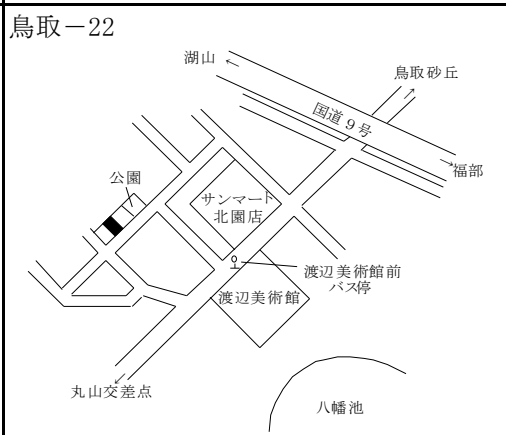 鳥取－22
湖山
鳥取砂丘
国道9号
福部
公園
サンマート
北園店
渡辺美術館前
バス停
渡辺美術館
丸山交差点
八幡池